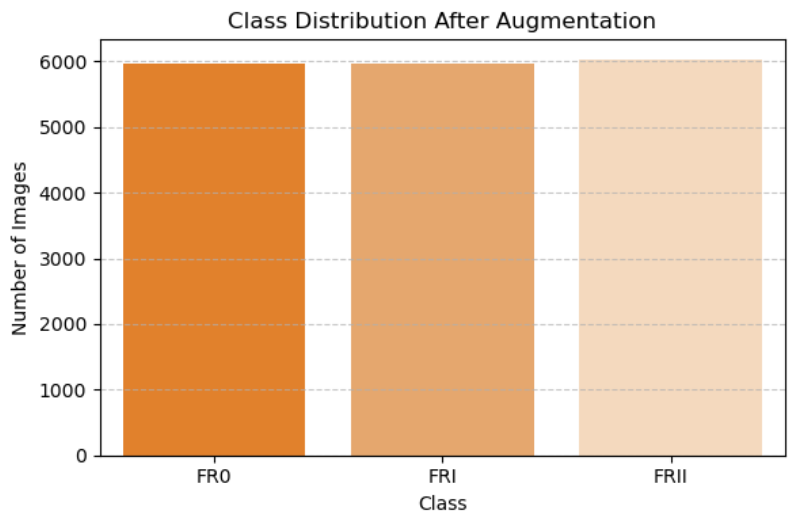 Class Distribution After Augmentation
Number of Images
6000
5000
4000
3000
2000
1000
0
FR0 FRI FRII
Class